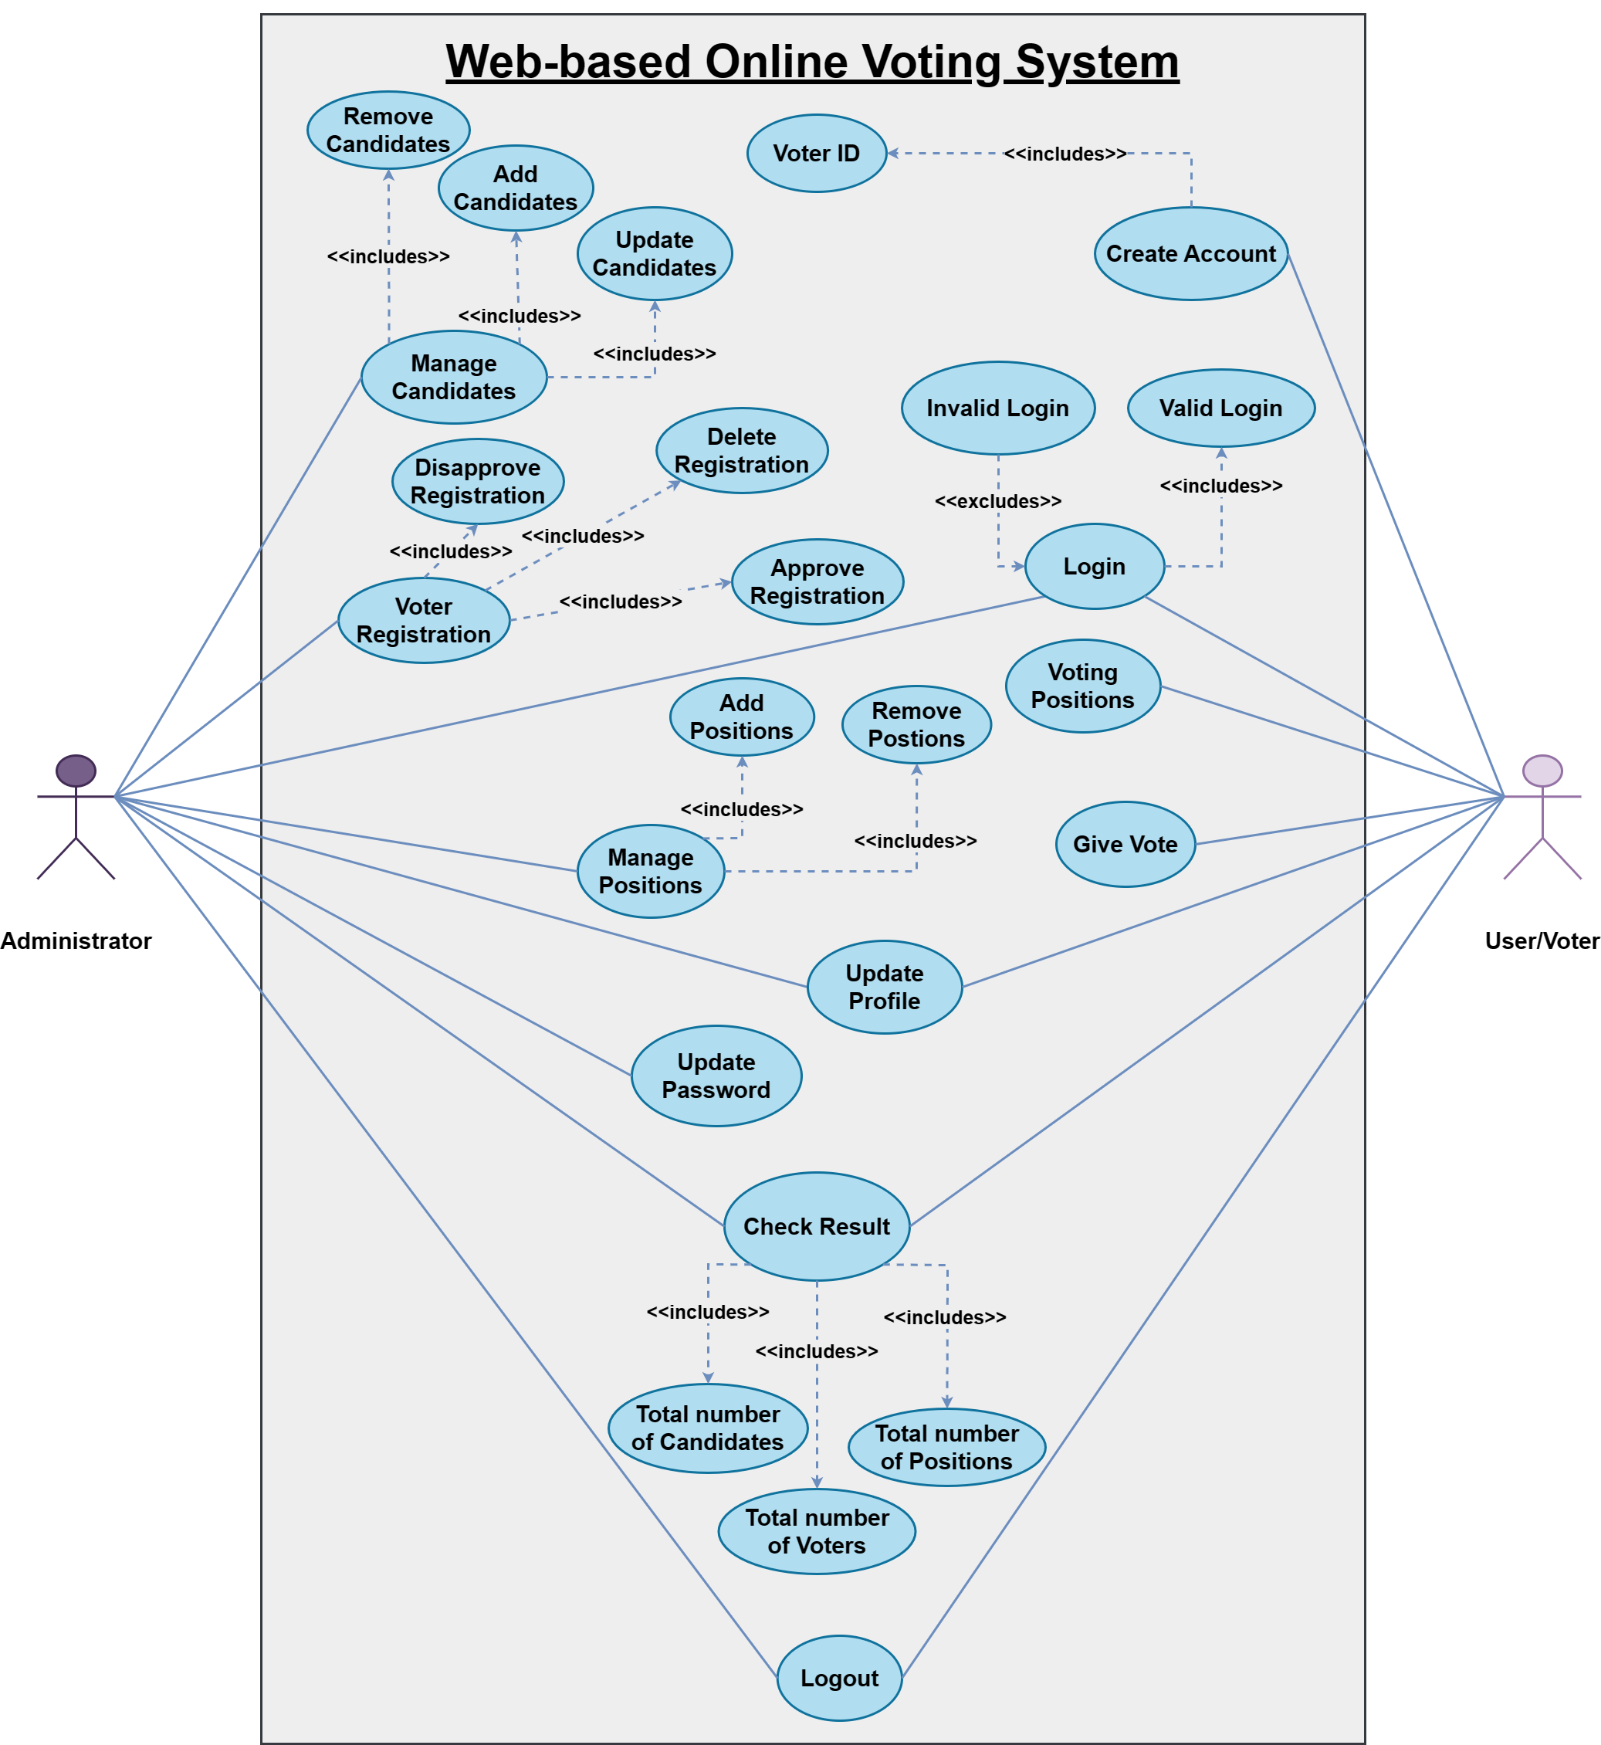 Web-based Online Voting System
Remove
Candidates
Add
Candidates
Voter ID
<<includes>>
Update
Candidates
Create Account
<<includes>>
<<includes>>
<<includes>>
Manage
Candidates
Invalid Login
Valid Login
Delete
Registration
Disapprove
Registration
<<excludes>>
<<includes>>
<<includes>>
<<includes>>
Login
Approve
Registration
<<includes>>
Voter
Registration
Voting
Positions
Add
Positions
Remove
Postions
<<includes>>
<<includes>>
Give Vote
Manage
Positions
Administrator
User/Voter
Update
Profile
Update
Password
Check Result
<<includes>>
<<includes>>
<<includes>>
Total number
of Candidates
Total number
of Positions
Total number
of Voters
Logout